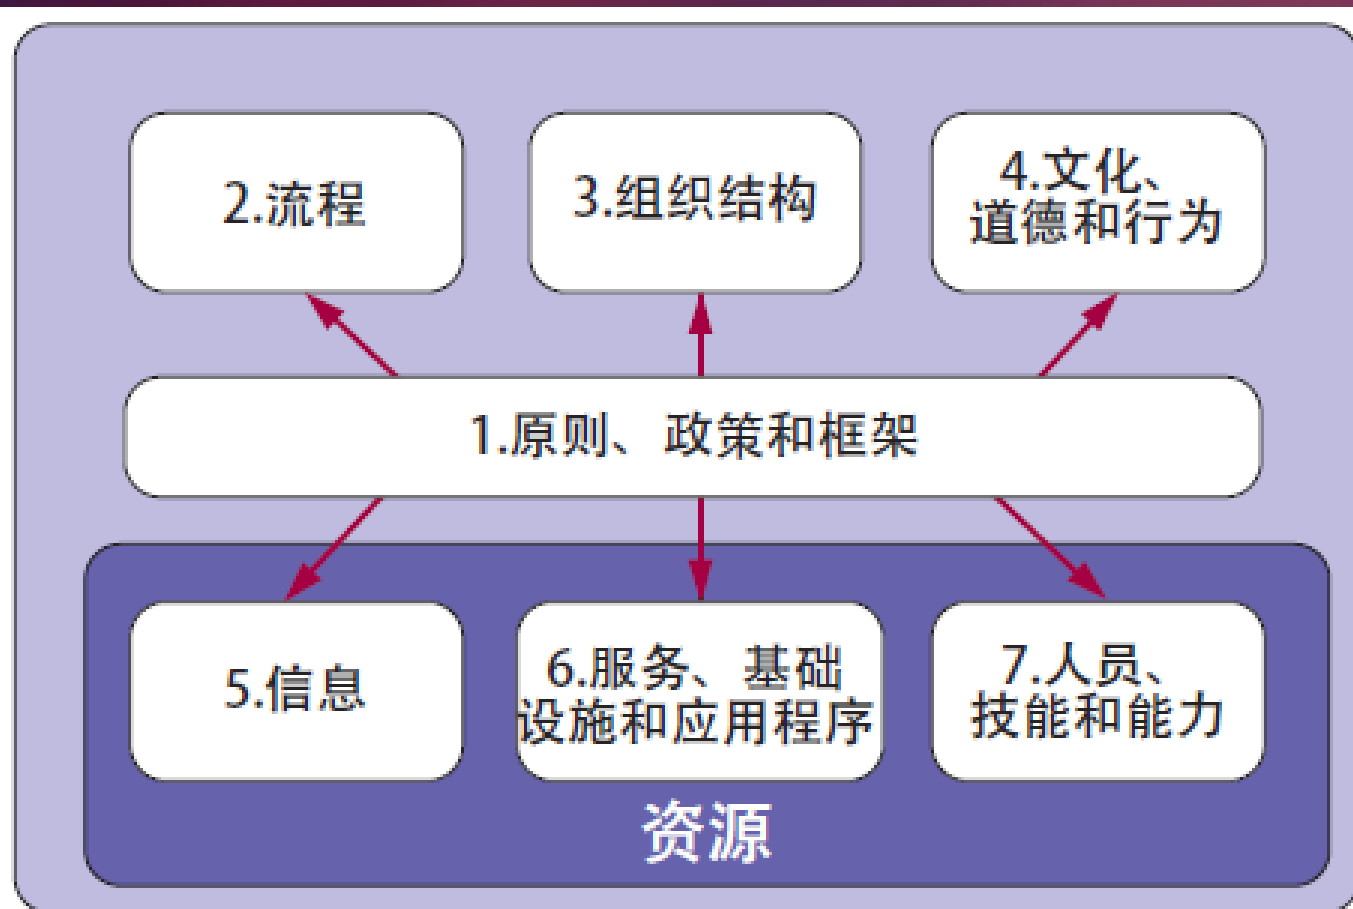 2.流程
3.组织结构
4.文化、
道德和行为
1.原则、政策和框架
5.信息
6.服务、基础
设施和应用程序
7.人员、
技能和能力
资源